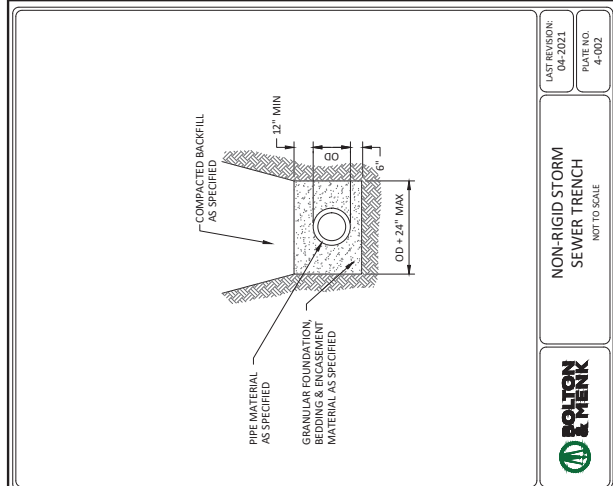 COMPACTED BACKFILL
AS SPECIFIED
12" MIN
OD
6"
OD + 24" MAX
PIPE MATERIAL
AS SPECIFIED
GRANULAR FOUNDATION,
BEDDING & ENCASEMENT
MATERIAL AS SPECIFIED
BOLTON
& MENK
NON-RIGID STORM
SEWER TRENCH
NOT TO SCALE
LAST REVISION:
04-2021
PLATE NO.
4-002